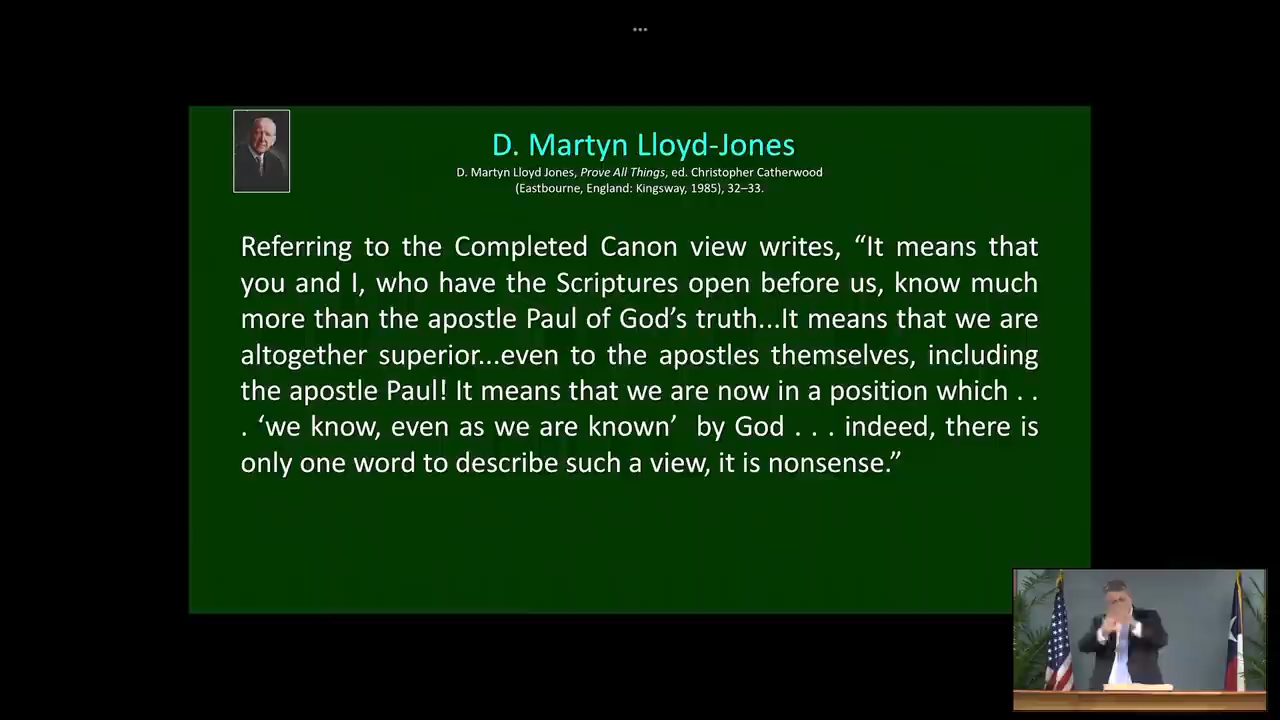 ...
D. Martyn Lloyd-Jones
D. Martyn Lloyd Jones, Prove All Things, ed. Christopher Catherwood
(Eastbourne, England: Kingsway, 1985), 32–33.
Referring to the Completed Canon view writes, “It means that
you and I, who have the Scriptures open before us, know much
more than the apostle Paul of God’s truth...It means that we are
altogether superior...even to the apostles themselves, including
the apostle Paul! It means that we are now in a position which . .
. ‘we know, even as we are known’ by God . . . indeed, there is
only one word to describe such a view, it is nonsense.”